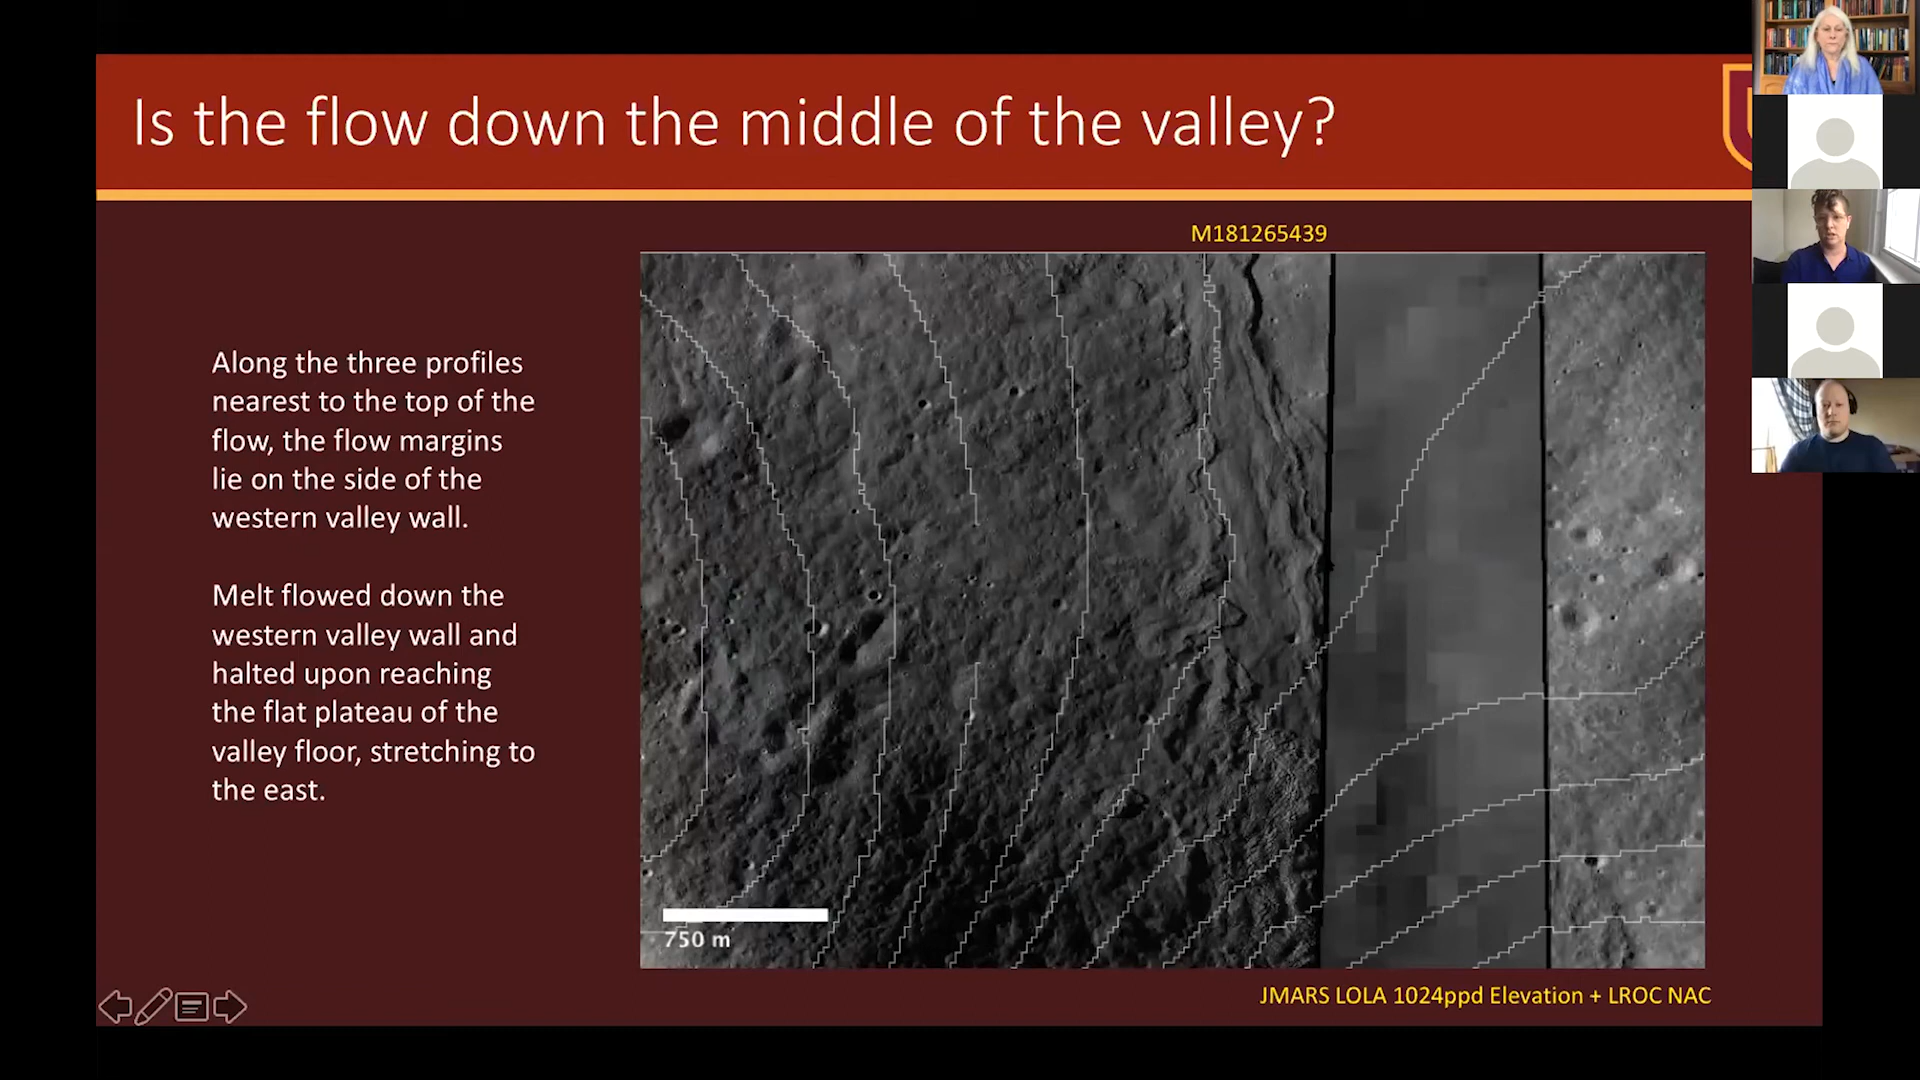 Is the flow down the middle of the valley?
M181265439
Along the three profiles
nearest to the top of the
flow, the flow margins
lie on the side of the
western valley wall.
Melt flowed down the
western valley wall and
halted upon reaching
the flat plateau of the
valley floor, stretching to
the east.
750 m
JMARS LOLA 1024ppd Elevation + LROC NAC